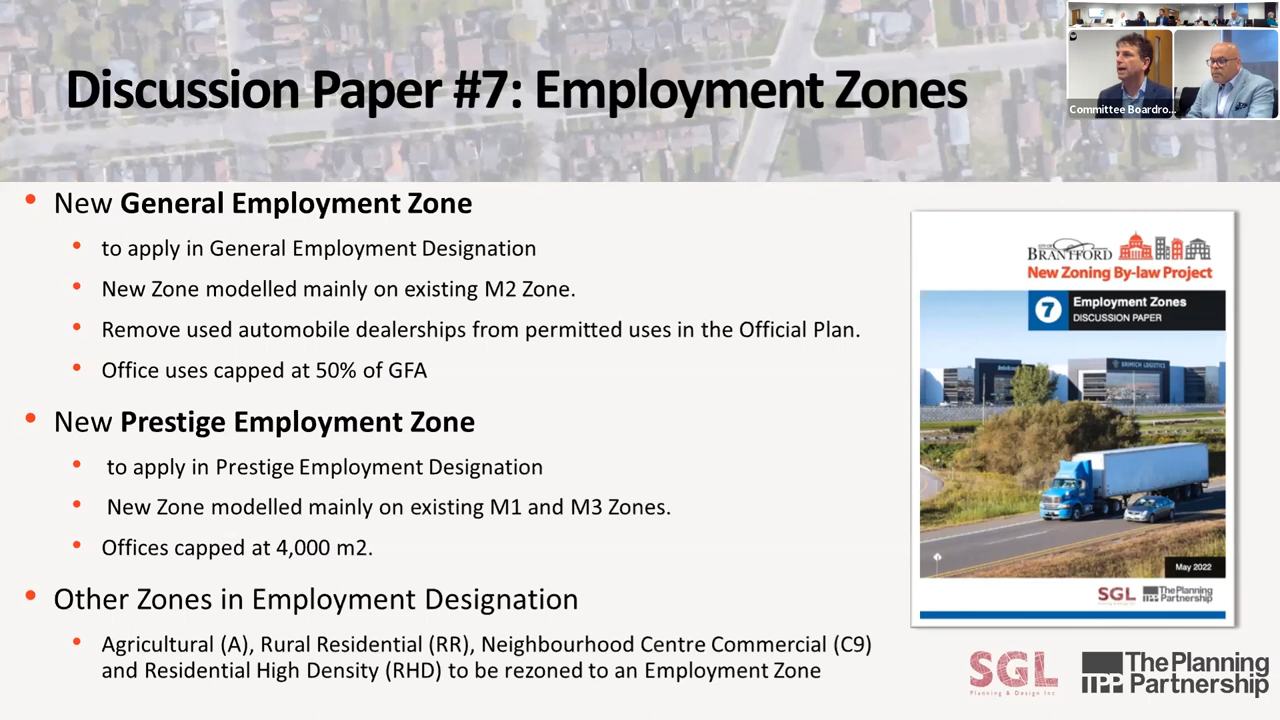 Discussion Paper #7: Employment Zones
Committee Boardro...
• New General Employment Zone
• to apply in General Employment Designation
• New Zone modelled mainly on existing M2 Zone.
• Remove used automobile dealerships from permitted uses in the Official Plan.
• Office uses capped at 50% of GFA
• New Prestige Employment Zone
• to apply in Prestige Employment Designation
• New Zone modelled mainly on existing M1 and M3 Zones.
• Offices capped at 4,000 m2.
• Other Zones in Employment Designation
• Agricultural (A), Rural Residential (RR), Neighbourhood Centre Commercial (C9)
and Residential High Density (RHD) to be rezoned to an Employment Zone
CITY OF
BRANTFORD
New Zoning By-law Project
7
Employment Zones
DISCUSSION PAPER
May 2022
SGL
TPP
The Planning
Partnership
SGL
Planning & Design Inc
TPP
The Planning
Partnership